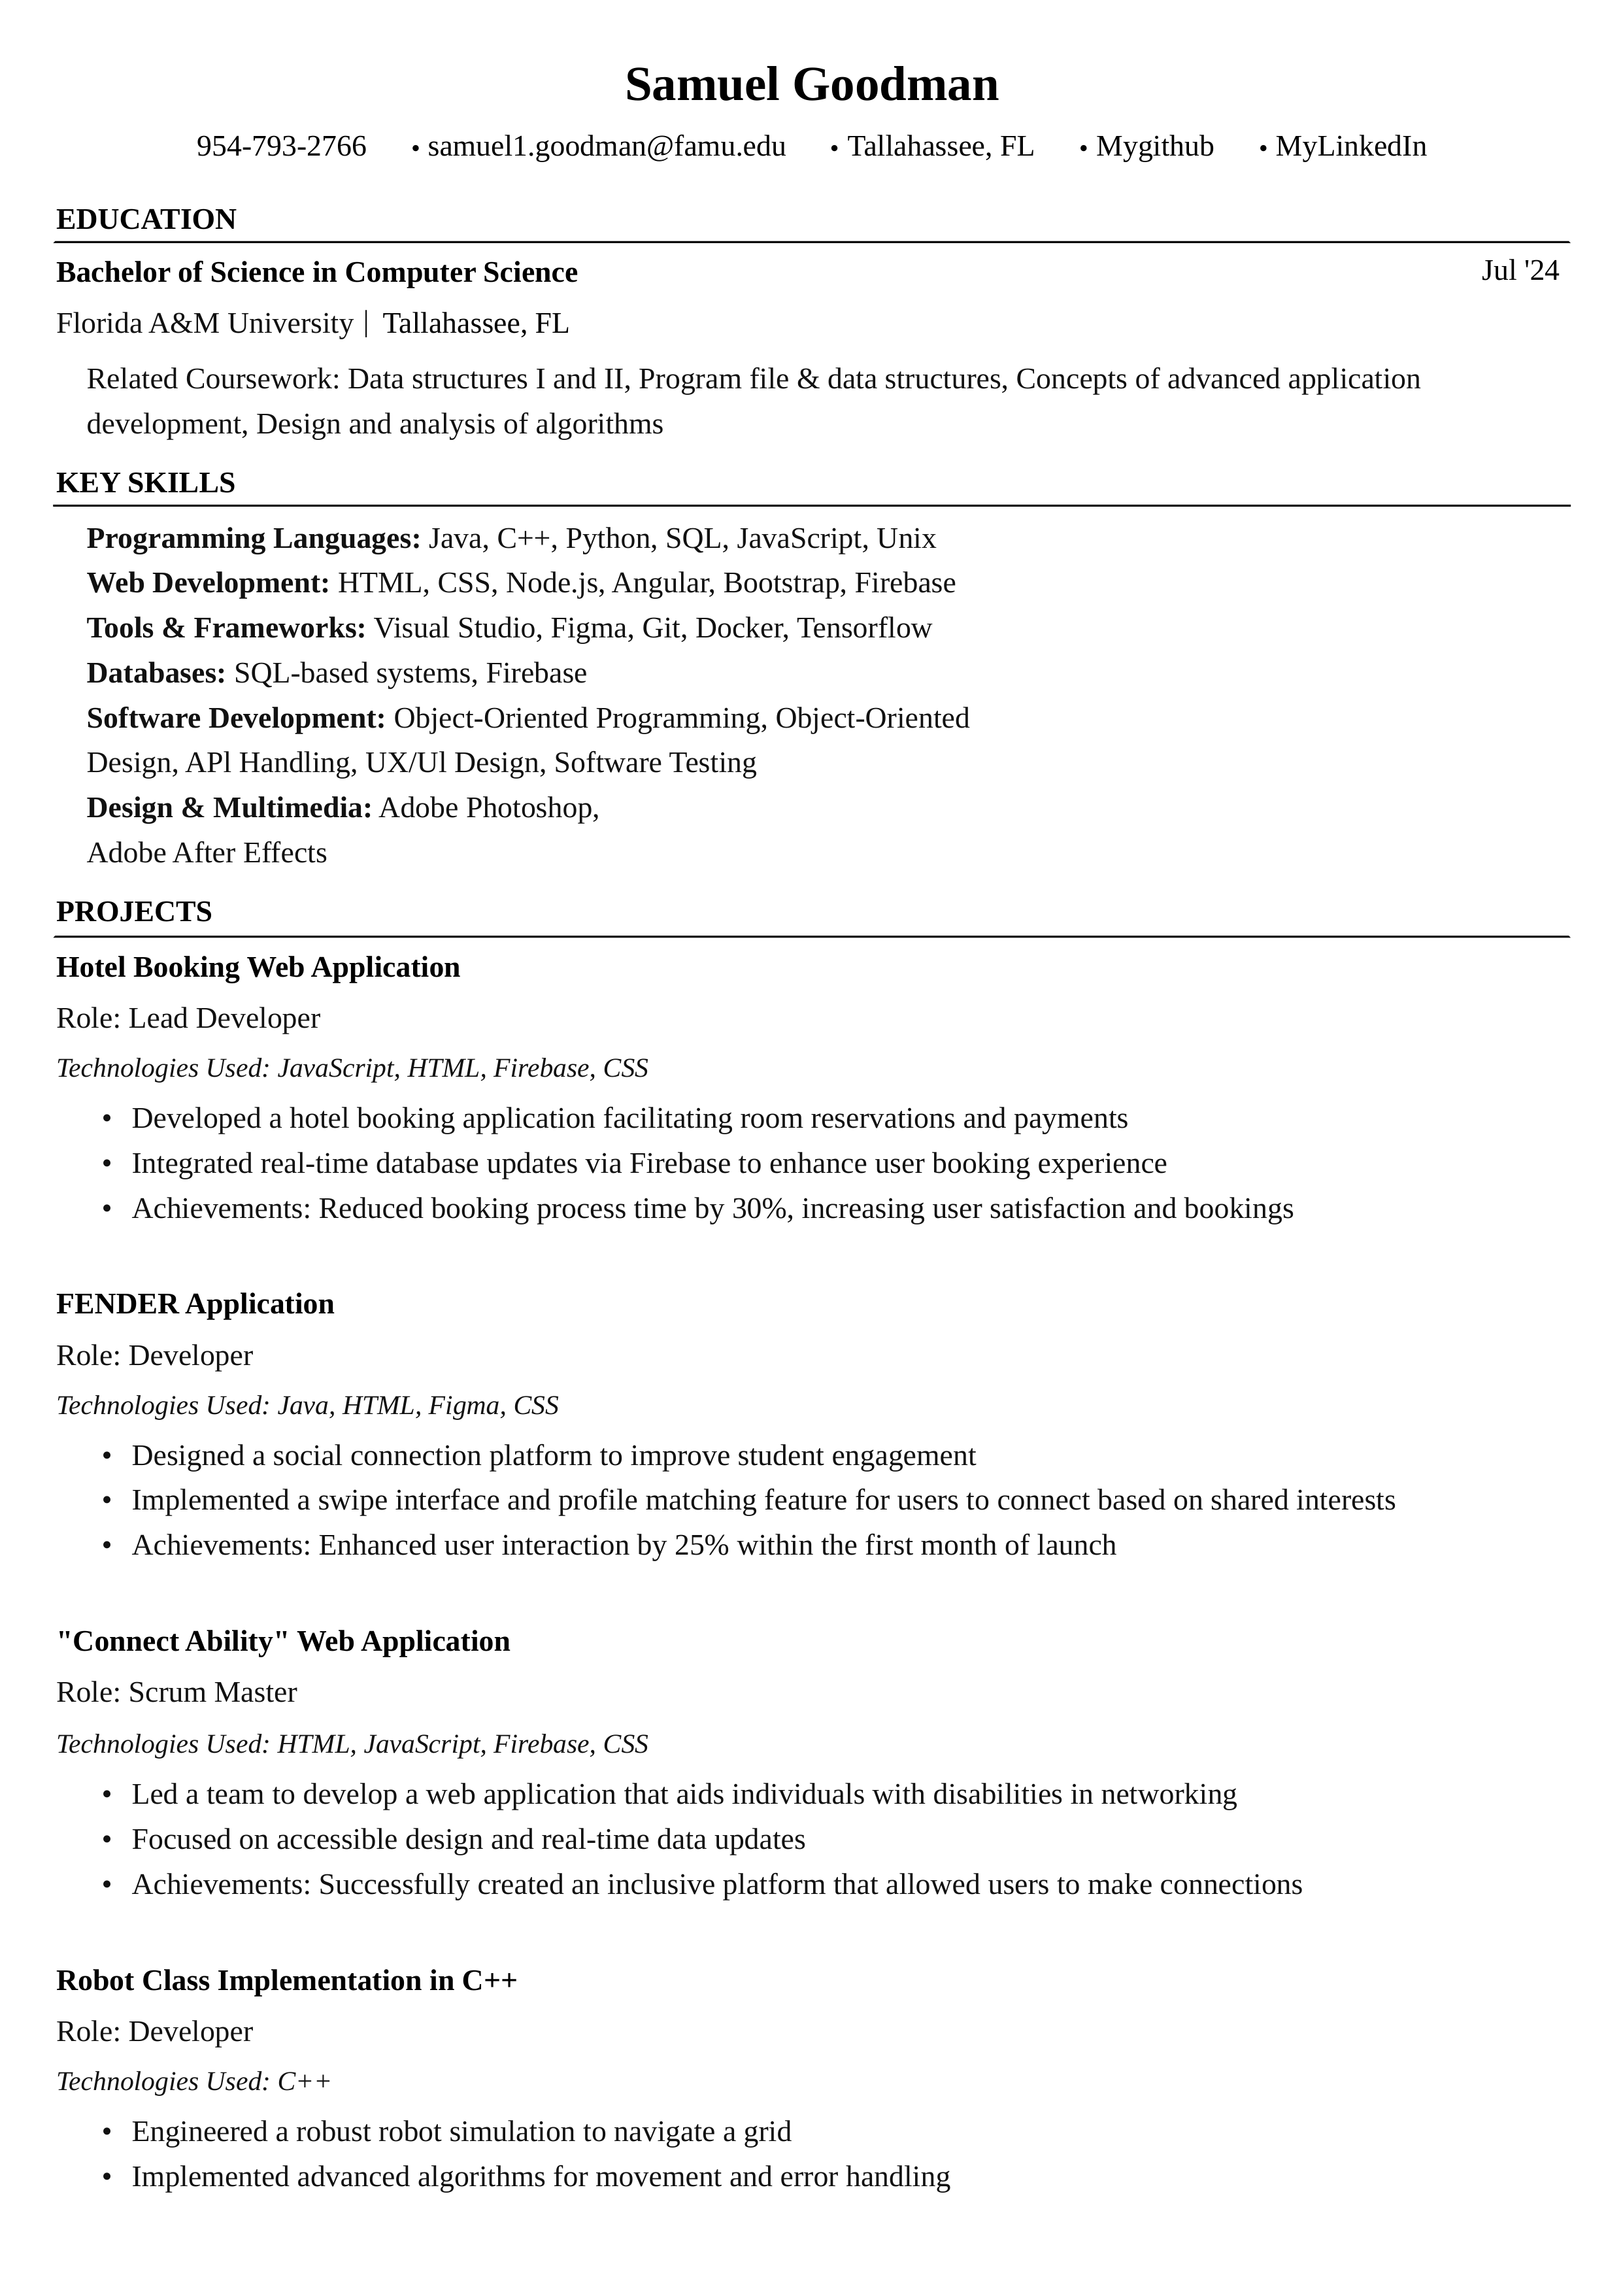 Samuel Goodman
954-793-2766 • samuel1.goodman@famu.edu • Tallahassee, FL • Mygithub • MyLinkedIn
EDUCATION
Bachelor of Science in Computer Science Jul '24
Florida A&M University | Tallahassee, FL
Related Coursework: Data structures I and II, Program file & data structures, Concepts of advanced application
development, Design and analysis of algorithms
KEY SKILLS
Programming Languages: Java, C++, Python, SQL, JavaScript, Unix
Web Development: HTML, CSS, Node.js, Angular, Bootstrap, Firebase
Tools & Frameworks: Visual Studio, Figma, Git, Docker, Tensorflow
Databases: SQL-based systems, Firebase
Software Development: Object-Oriented Programming, Object-Oriented
Design, APl Handling, UX/Ul Design, Software Testing
Design & Multimedia: Adobe Photoshop,
Adobe After Effects
PROJECTS
Hotel Booking Web Application
Role: Lead Developer
Technologies Used: JavaScript, HTML, Firebase, CSS
• Developed a hotel booking application facilitating room reservations and payments
• Integrated real-time database updates via Firebase to enhance user booking experience
• Achievements: Reduced booking process time by 30%, increasing user satisfaction and bookings
FENDER Application
Role: Developer
Technologies Used: Java, HTML, Figma, CSS
• Designed a social connection platform to improve student engagement
• Implemented a swipe interface and profile matching feature for users to connect based on shared interests
• Achievements: Enhanced user interaction by 25% within the first month of launch
"Connect Ability" Web Application
Role: Scrum Master
Technologies Used: HTML, JavaScript, Firebase, CSS
• Led a team to develop a web application that aids individuals with disabilities in networking
• Focused on accessible design and real-time data updates
• Achievements: Successfully created an inclusive platform that allowed users to make connections
Robot Class Implementation in C++
Role: Developer
Technologies Used: C++
• Engineered a robust robot simulation to navigate a grid
• Implemented advanced algorithms for movement and error handling